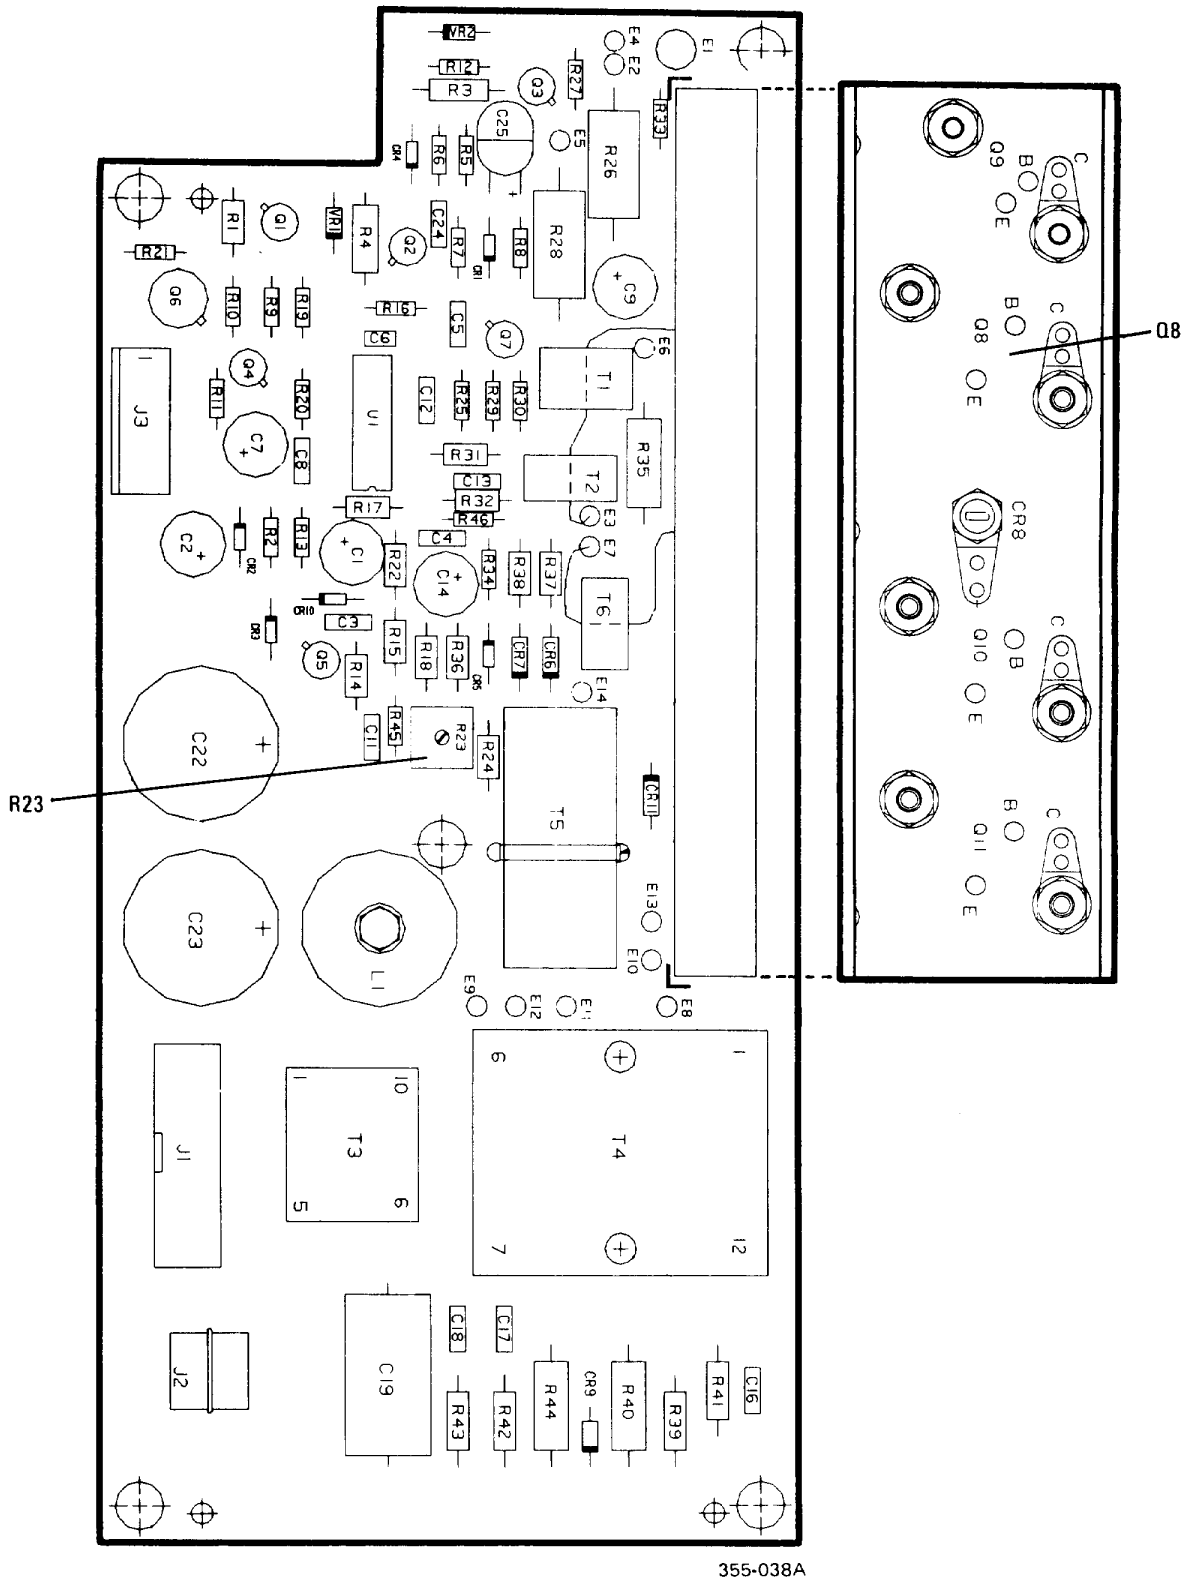 VR2
E4
E2
E1
R12
R3
Q3
R27
C25
R33
E5
R26
CR4
R6
R5
+
R1
Q1
VR1
R4
C24
Q2
R7
CR1
R8
R28
R21
Q6
R10
R9
R19
R16
C5
+
C9
C6
Q7
E6
1
J3
Q4
R11
R20
U1
C12
R25
R29
R30
T1
C7
+
C8
R31
R35
C13
T2
R17
R32
R46
E3
C2
+
CR2
R2
R13
+
C1
C4
E7
R22
+
C14
R34
R38
R37
CR10
T6
CR3
C3
R15
Q5
R18
R36
CR5
CR7
CR6
R14
E14
C22
+
C11
R45
R23
R24
R23
CR11
T5
C23
+
L1
E13
E10
E9
E12
E11
E8
6
1
1
10
J1
T3
T4
5
6
7
12
C18
C17
J2
C19
R44
CR9
R40
R41
C16
R43
R42
R39
Q9
B
C
E
Q8
B
C
E
Q8
CR8
Q10
B
C
E
Q11
B
C
E
355-038A